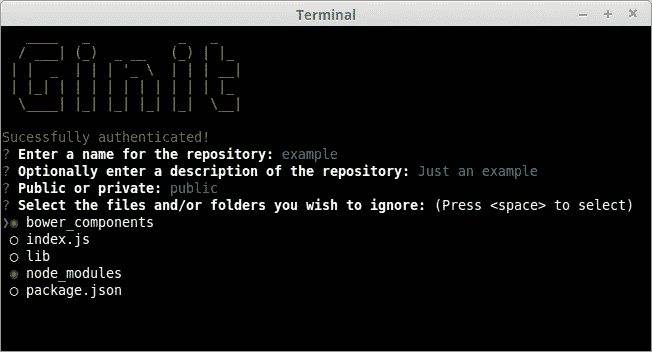 Terminal
Ginit
Sucessfully authenticated!
? Enter a name for the repository: example
? Optionally enter a description of the repository: Just an example
? Public or private: public
? Select the files and/or folders you wish to ignore: (Press <space> to select)
❯◉ bower_components
◯ index.js
◯ lib
◉ node_modules
◯ package.json